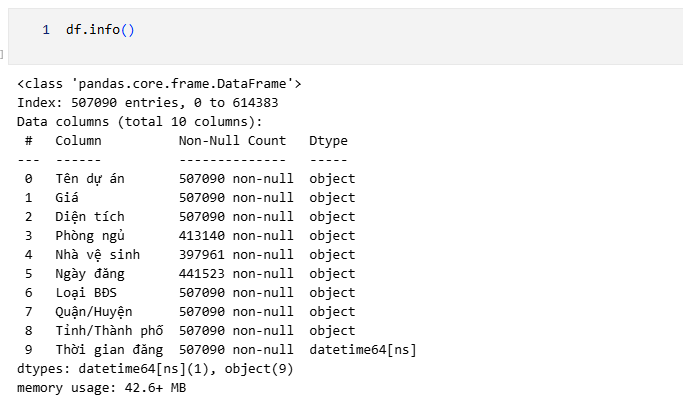 1 df.info()
]
<class 'pandas.core.frame.DataFrame'>
Index: 507090 entries, 0 to 614383
Data columns (total 10 columns):
 #   Column          Non-Null Count   Dtype
---  ------          --------------   -----
 0   Tên dự án       507090 non-null  object
 1   Giá             507090 non-null  object
 2   Diện tích       507090 non-null  object
 3   Phòng ngủ       413140 non-null  object
 4   Nhà vệ sinh     397961 non-null  object
 5   Ngày đăng       441523 non-null  object
 6   Loại BĐS        507090 non-null  object
 7   Quận/Huyện      507090 non-null  object
 8   Tỉnh/Thành phố  507090 non-null  object
 9   Thời gian đăng  507090 non-null  datetime64[ns]
dtypes: datetime64[ns](1), object(9)
memory usage: 42.6+ MB